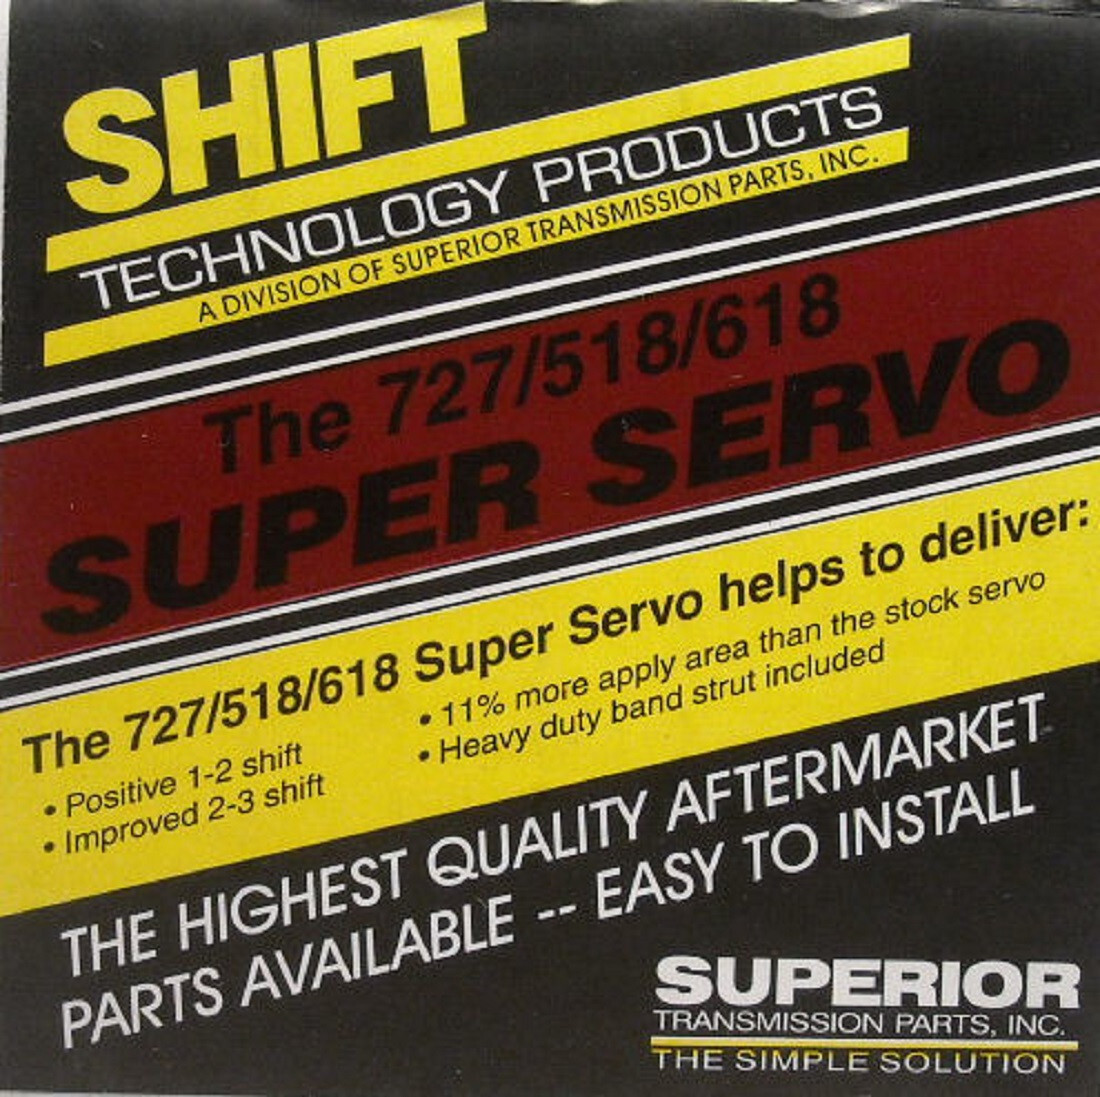 SHIFT
TECHNOLOGY PRODUCTS
A DIVISION OF SUPERIOR TRANSMISSION PARTS, INC.
The 727/518/618
SUPER SERVO
The 727/518/618 Super Servo helps to deliver:
• Positive 1-2 shift
• Improved 2-3 shift
• 11% more apply area than the stock servo
• Heavy duty band strut included
THE HIGHEST QUALITY AFTERMARKET
PARTS AVAILABLE -- EASY TO INSTALL
SUPERIOR
TRANSMISSION PARTS, INC.
THE SIMPLE SOLUTION